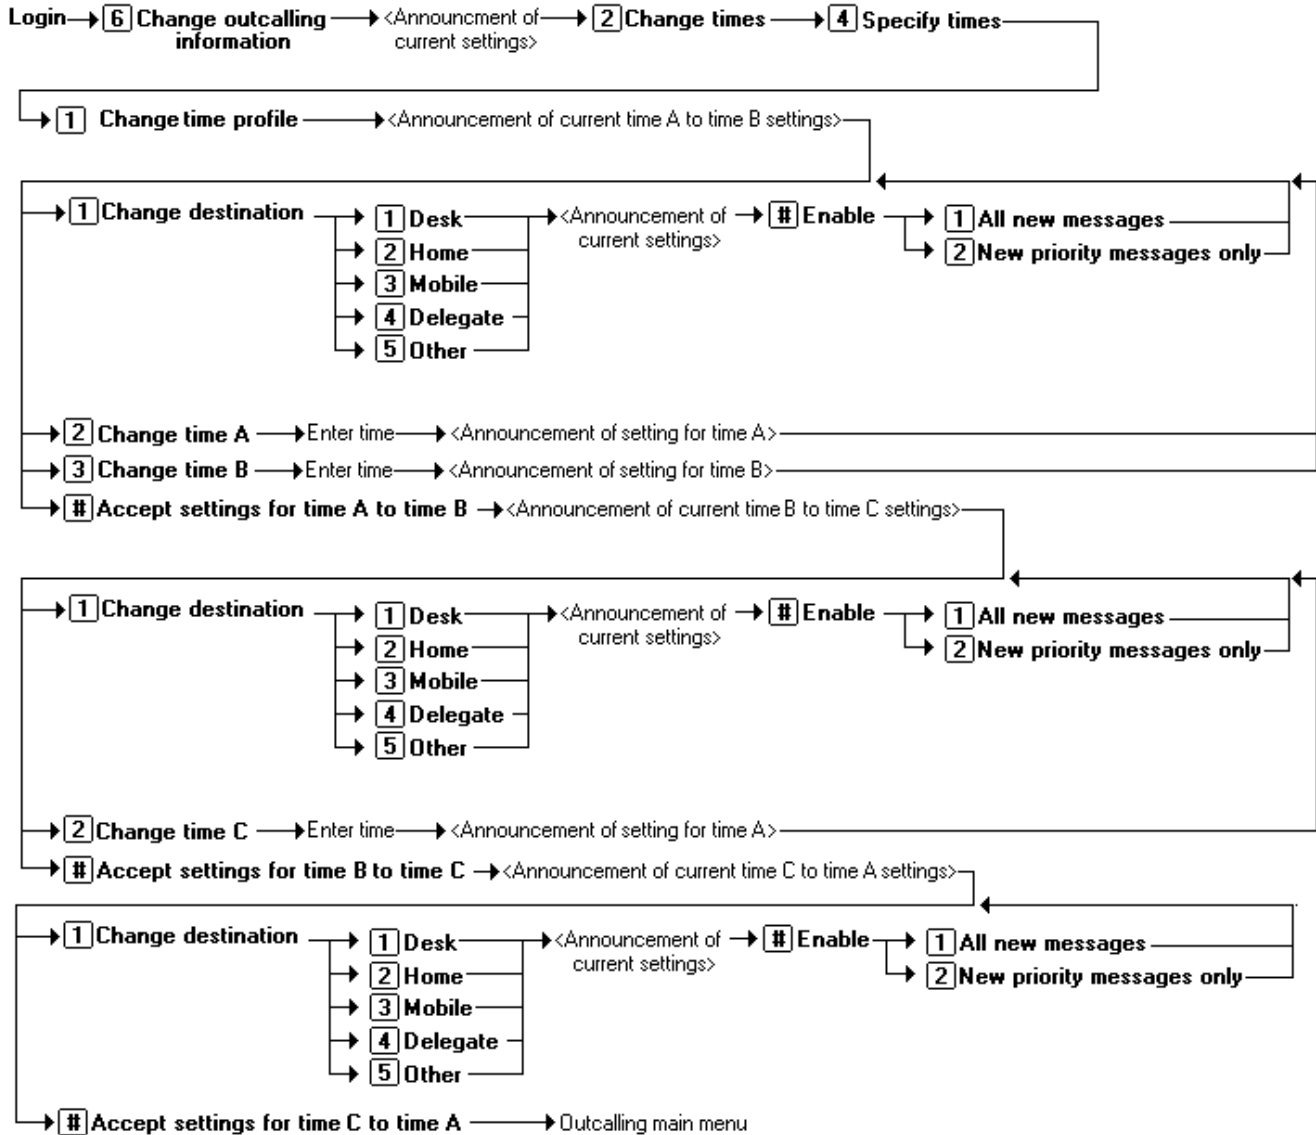 Login 6 Change outcalling <Announcment of 2 Change times 4 Specify times
information current settings>
1 Change time profile <Announcement of current time A to time B settings>
1 Change destination 1 Desk <Announcement of # Enable 1 All new messages
current settings>
2 Home 2 New priority messages only
3 Mobile
4 Delegate
5 Other
2 Change time A Enter time <Announcement of setting for time A>
3 Change time B Enter time <Announcement of setting for time B>
# Accept settings for time A to time B <Announcement of current time B to time C settings>
1 Change destination 1 Desk <Announcement of # Enable 1 All new messages
current settings>
2 Home 2 New priority messages only
3 Mobile
4 Delegate
5 Other
2 Change time C Enter time <Announcement of setting for time A>
# Accept settings for time B to time C <Announcement of current time C to time A settings>
1 Change destination 1 Desk <Announcement of # Enable 1 All new messages
current settings>
2 Home 2 New priority messages only
3 Mobile
4 Delegate
5 Other
# Accept settings for time C to time A Outcalling main menu